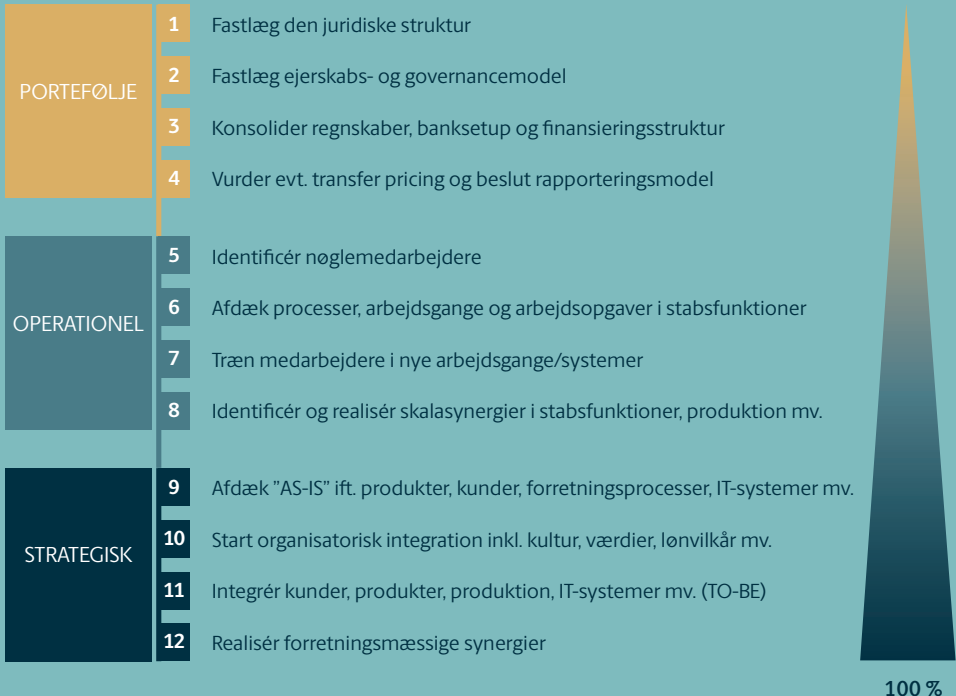 PORTEFØLJE
1 Fastlæg den juridiske struktur
2 Fastlæg ejerskabs- og governancemodel
3 Konsolider regnskaber, banksetup og finansieringsstruktur
4 Vurder evt. transfer pricing og beslut rapporteringsmodel
OPERATIONEL
5 Identificér nøglemedarbejdere
6 Afdæk processer, arbejdsgange og arbejdsopgaver i stabsfunktioner
7 Træn medarbejdere i nye arbejdsgange/systemer
8 Identificér og realisér skalasynergier i stabsfunktioner, produktion mv.
STRATEGISK
9 Afdæk ”AS-IS” ift. produkter, kunder, forretningsprocesser, IT-systemer mv.
10 Start organisatorisk integration inkl. kultur, værdier, lønvilkår mv.
11 Integrér kunder, produkter, produktion, IT-systemer mv. (TO-BE)
12 Realisér forretningsmæssige synergier
100 %